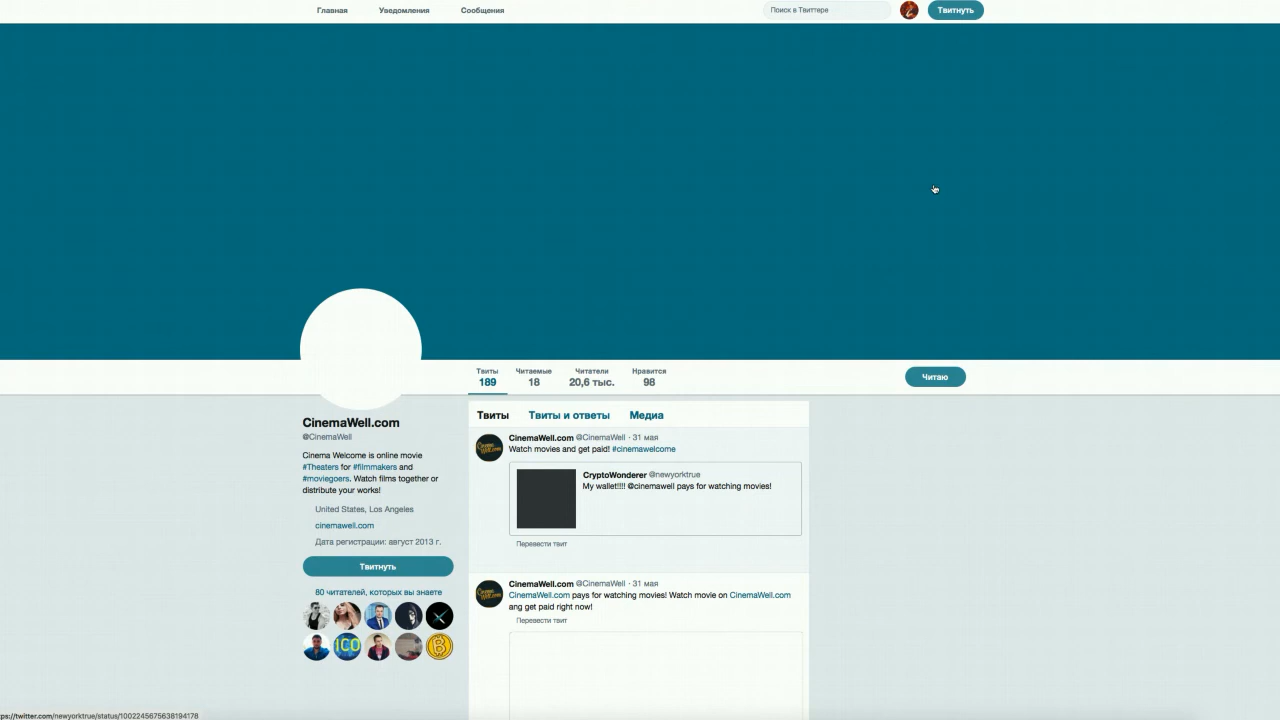 Главная Уведомления Сообщения Поиск в Твиттере Твитнуть
Твиты Читаемые Читатели Нравится
189 18 20,6 тыс. 98
Читаю
CinemaWell.com
@CinemaWell
Cinema Welcome is online movie
#Theaters for #filmmakers and
#moviegoers. Watch films together or
distribute your works!
United States, Los Angeles
cinemawell.com
Дата регистрации: август 2013 г.
Твитнуть
80 читателей, которых вы знаете
ICO
Твиты Твиты и ответы Медиа
CinemaWell.com @CinemaWell · 31 мая
Watch movies and get paid! #cinemawelcome
CryptoWonderer @newyorktrue
My wallet!!!! @cinemawell pays for watching movies!
Перевести твит
CinemaWell.com @CinemaWell · 31 мая
CinemaWell.com pays for watching movies! Watch movie on CinemaWell.com
ang get paid right now!
Перевести твит
ps://twitter.com/newyorktrue/status/1002245675638194178